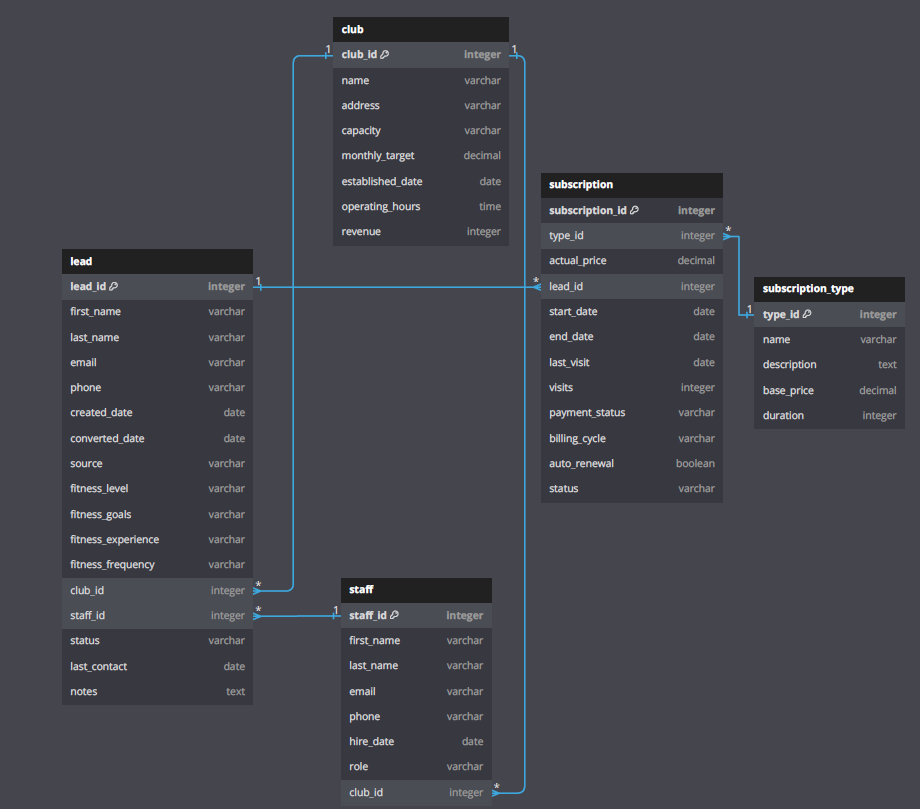 club
club_id integer
name varchar
address varchar
capacity varchar
monthly_target decimal
established_date date
operating_hours time
revenue integer
1
1
subscription
subscription_id integer
type_id integer
actual_price decimal
lead_id integer
start_date date
end_date date
last_visit date
visits integer
payment_status varchar
billing_cycle varchar
auto_renewal boolean
status varchar
*
*
lead
lead_id integer
first_name varchar
last_name varchar
email varchar
phone varchar
created_date date
converted_date date
source varchar
fitness_level varchar
fitness_goals varchar
fitness_experience varchar
fitness_frequency varchar
club_id integer
staff_id integer
status varchar
last_contact date
notes text
1
*
*
subscription_type
type_id integer
name varchar
description text
base_price decimal
duration integer
1
staff
staff_id integer
first_name varchar
last_name varchar
email varchar
phone varchar
hire_date date
role varchar
club_id integer
1
*